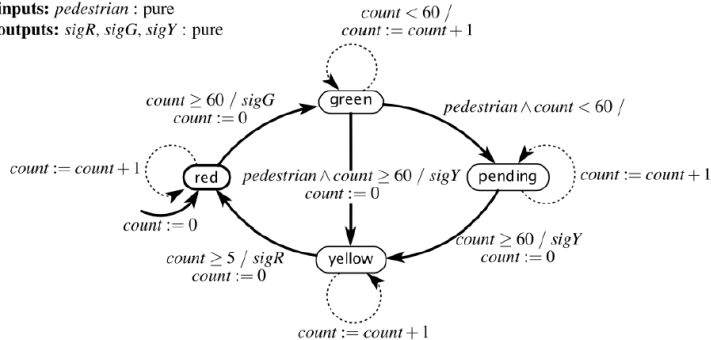 inputs: pedestrian : pure
outputs: sigR, sigG, sigY : pure
count < 60 /
count := count + 1
green
count ≥ 60 / sigG
count := 0
pedestrian ∧ count < 60 /
count := count + 1
red
pedestrian ∧ count ≥ 60 / sigY
count := 0
pending
count := count + 1
count := 0
count ≥ 5 / sigR
count := 0
yellow
count ≥ 60 / sigY
count := 0
count := count + 1